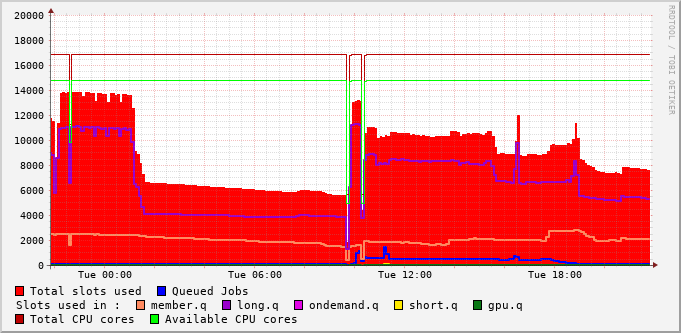 20000
18000
16000
14000
12000
10000
8000
6000
4000
2000
0
Tue 00:00 Tue 06:00 Tue 12:00 Tue 18:00
RRDTOOL / TOBI OETIKER
Total slots used Queued Jobs
Slots used in : member.q long.q ondemand.q short.q gpu.q
Total CPU cores Available CPU cores